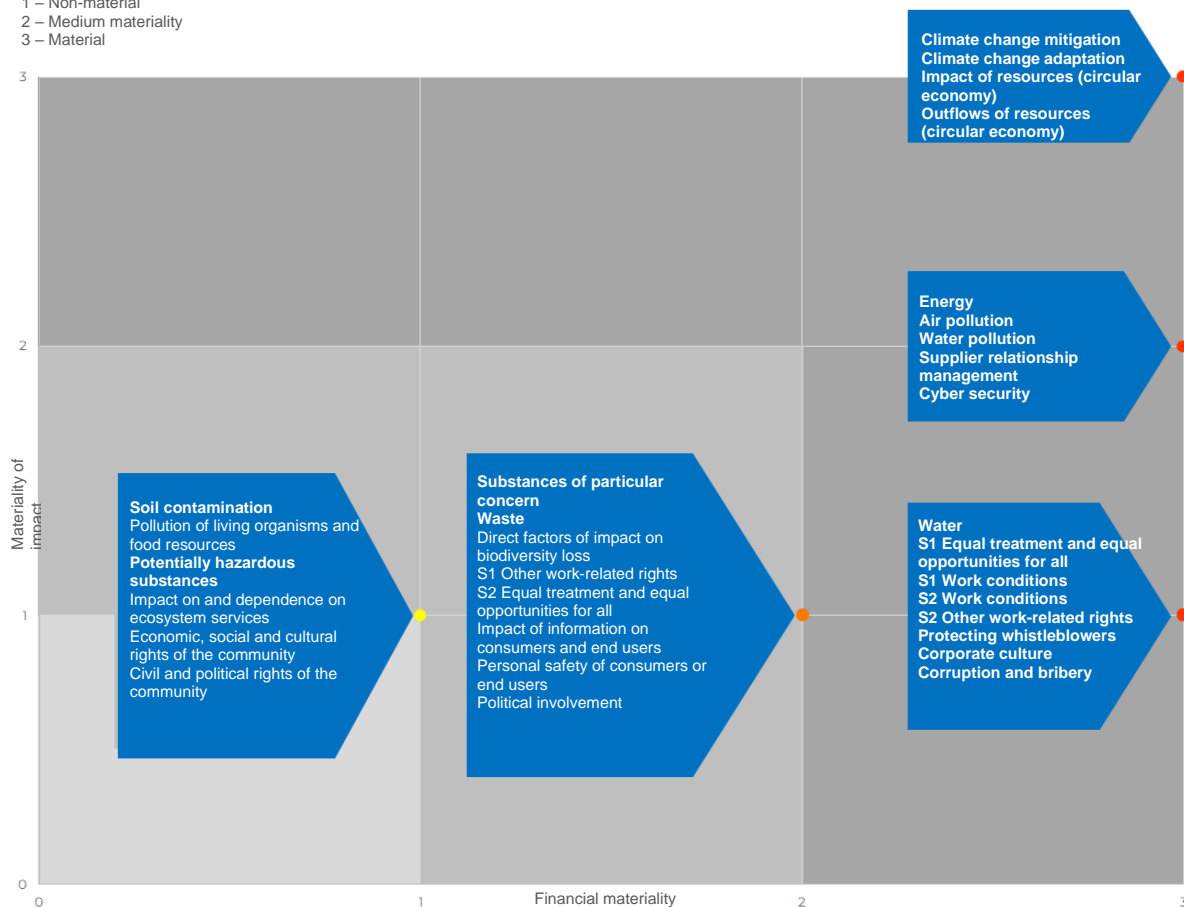 1 – Non-material
2 – Medium materiality
3 – Material
Climate change mitigation
Climate change adaptation
Impact of resources (circular
economy)
Outflows of resources
(circular economy)
3
Energy
Air pollution
Water pollution
Supplier relationship
management
Cyber security
2
Materiality of
impact
Soil contamination
Pollution of living organisms and
food resources
Potentially hazardous
substances
Impact on and dependence on
ecosystem services
Economic, social and cultural
rights of the community
Civil and political rights of the
community
Substances of particular
concern
Waste
Direct factors of impact on
biodiversity loss
S1 Other work-related rights
S2 Equal treatment and equal
opportunities for all
Impact of information on
consumers and end users
Personal safety of consumers or
end users
Political involvement
Water
S1 Equal treatment and equal
opportunities for all
S1 Work conditions
S2 Work conditions
S2 Other work-related rights
Protecting whistleblowers
Corporate culture
Corruption and bribery
1
0
0 1 Financial materiality 2 3